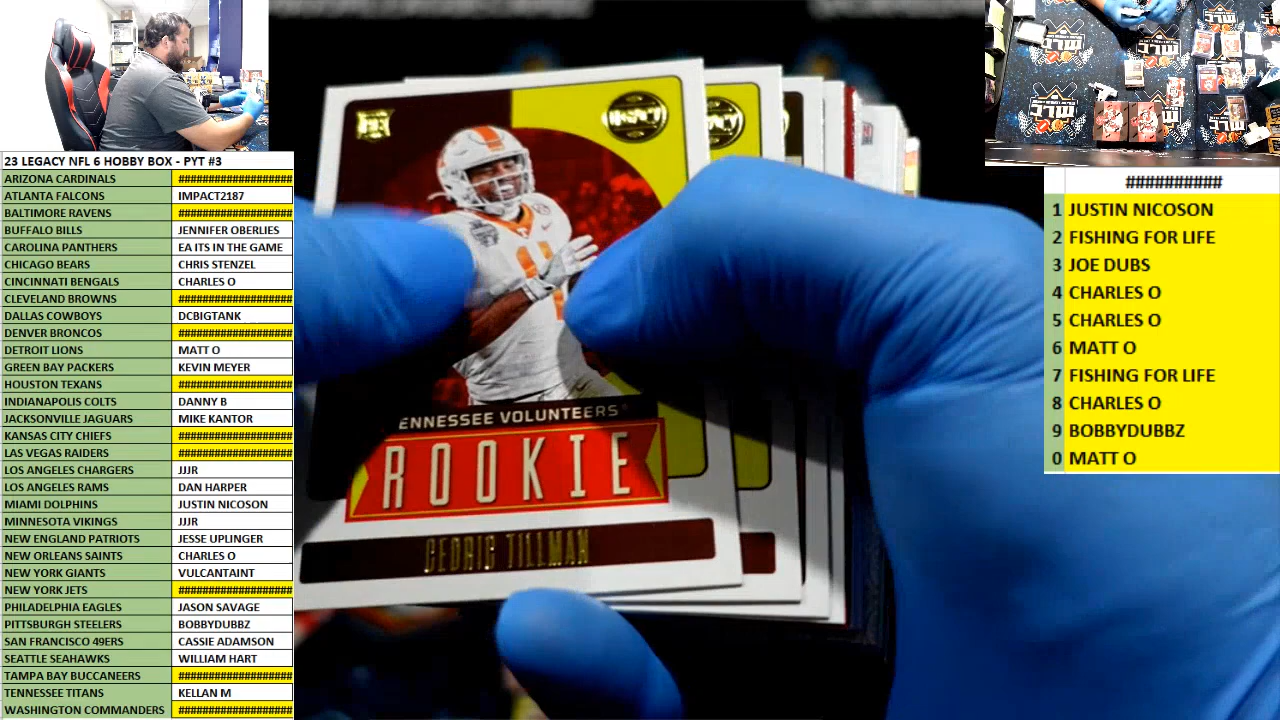 23 LEGACY NFL 6 HOBBY BOX - PYT #3
ARIZONA CARDINALS ###################
ATLANTA FALCONS IMPACT2187
BALTIMORE RAVENS ###################
BUFFALO BILLS JENNIFER OBERLIES
CAROLINA PANTHERS EA ITS IN THE GAME
CHICAGO BEARS CHRIS STENZEL
CINCINNATI BENGALS CHARLES O
CLEVELAND BROWNS ###################
DALLAS COWBOYS DCBIGTANK
DENVER BRONCOS ###################
DETROIT LIONS MATT O
GREEN BAY PACKERS KEVIN MEYER
HOUSTON TEXANS ###################
INDIANAPOLIS COLTS DANNY B
JACKSONVILLE JAGUARS MIKE KANTOR
KANSAS CITY CHIEFS ###################
LAS VEGAS RAIDERS ###################
LOS ANGELES CHARGERS JJJR
LOS ANGELES RAMS DAN HARPER
MIAMI DOLPHINS JUSTIN NICOSON
MINNESOTA VIKINGS JJJR
NEW ENGLAND PATRIOTS JESSE UPLINGER
NEW ORLEANS SAINTS CHARLES O
NEW YORK GIANTS VULCANTAINT
NEW YORK JETS ###################
PHILADELPHIA EAGLES JASON SAVAGE
PITTSBURGH STEELERS BOBBYDUBBZ
SAN FRANCISCO 49ERS CASSIE ADAMSON
SEATTLE SEAHAWKS WILLIAM HART
TAMPA BAY BUCCANEERS ###################
TENNESSEE TITANS KELLAN M
WASHINGTON COMMANDERS ###################
LEGACY
ENNESSEE VOLUNTEERS
ROOKIE
CEDRIC TILLMAN
##########
1 JUSTIN NICOSON
2 FISHING FOR LIFE
3 JOE DUBS
4 CHARLES O
5 CHARLES O
6 MATT O
7 FISHING FOR LIFE
8 CHARLES O
9 BOBBYDUBBZ
0 MATT O